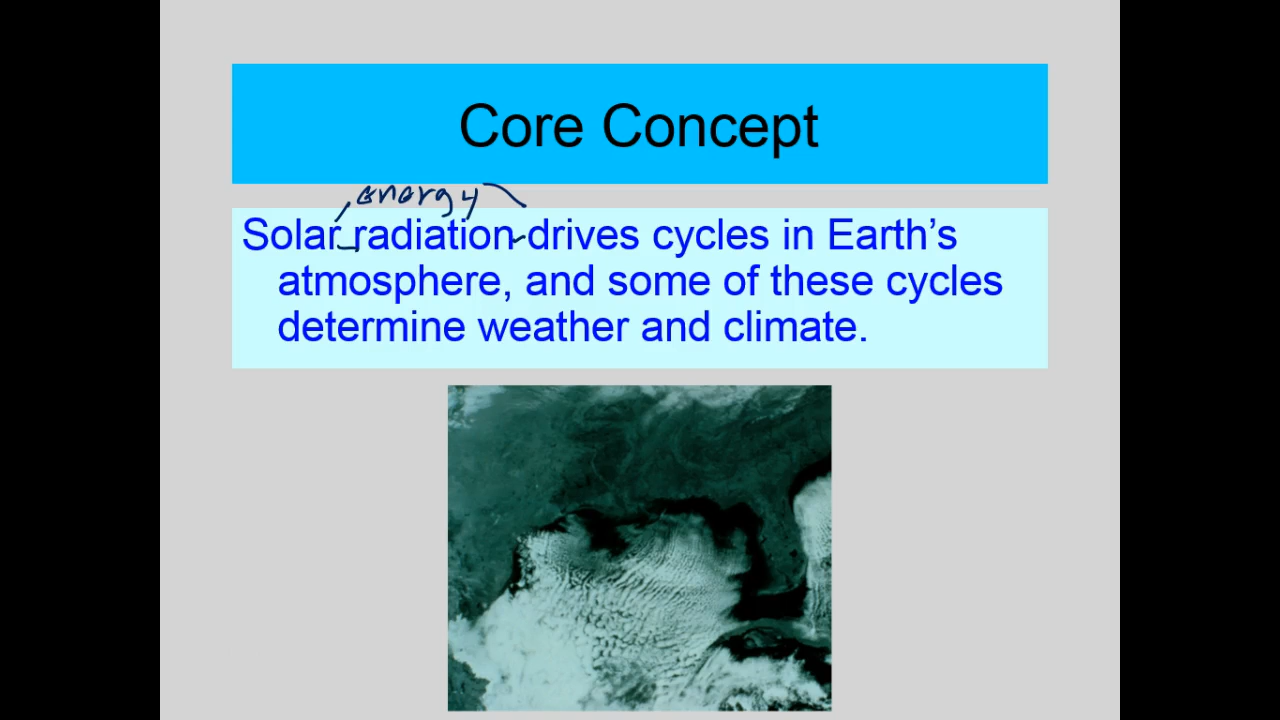 Core Concept
energy
Solar radiation drives cycles in Earth’s
atmosphere, and some of these cycles
determine weather and climate.